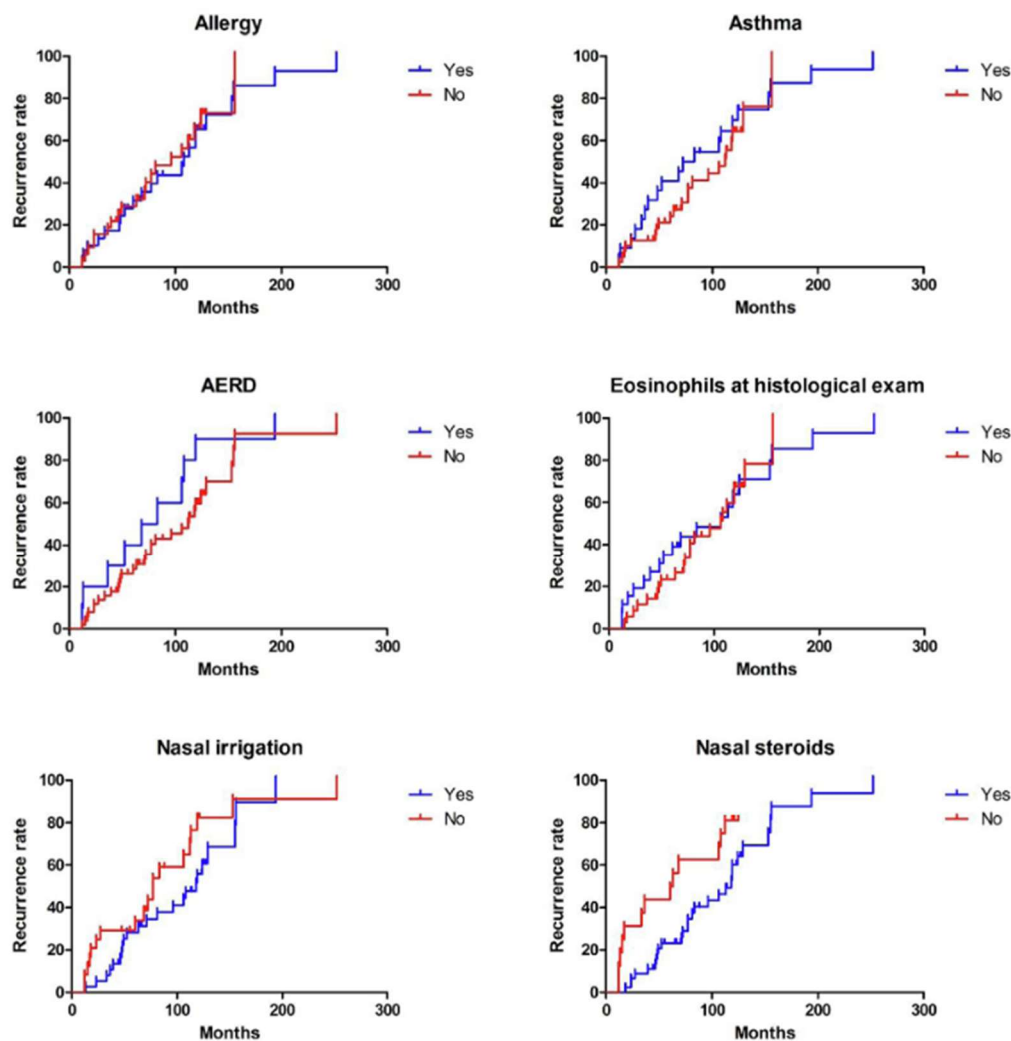 Allergy
Recurrence rate
100
80
60
40
20
0
0 100 200 300
Months
Yes
No
Asthma
Recurrence rate
100
80
60
40
20
0
0 100 200 300
Months
Yes
No
AERD
Recurrence rate
100
80
60
40
20
0
0 100 200 300
Months
Yes
No
Eosinophils at histological exam
Recurrence rate
100
80
60
40
20
0
0 100 200 300
Months
Yes
No
Nasal irrigation
Recurrence rate
100
80
60
40
20
0
0 100 200 300
Months
Yes
No
Nasal steroids
Recurrence rate
100
80
60
40
20
0
0 100 200 300
Months
Yes
No